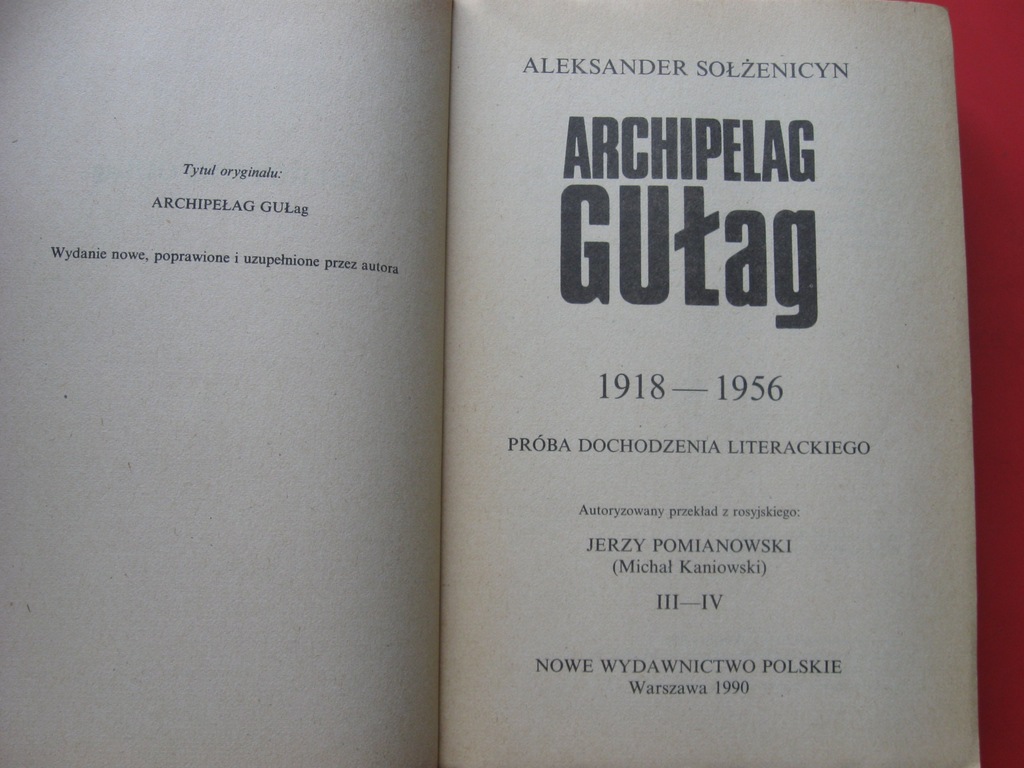 Tytuł oryginału:
ARCHIPEŁAG GUŁag
Wydanie nowe, poprawione i uzupełnione przez autora
ALEKSANDER SOŁŻENICYN
ARCHIPELAG
GUŁag
1918 — 1956
PRÓBA DOCHODZENIA LITERACKIEGO
Autoryzowany przekład z rosyjskiego:
JERZY POMIANOWSKI
(Michał Kaniowski)
III—IV
NOWE WYDAWNICTWO POLSKIE
Warszawa 1990